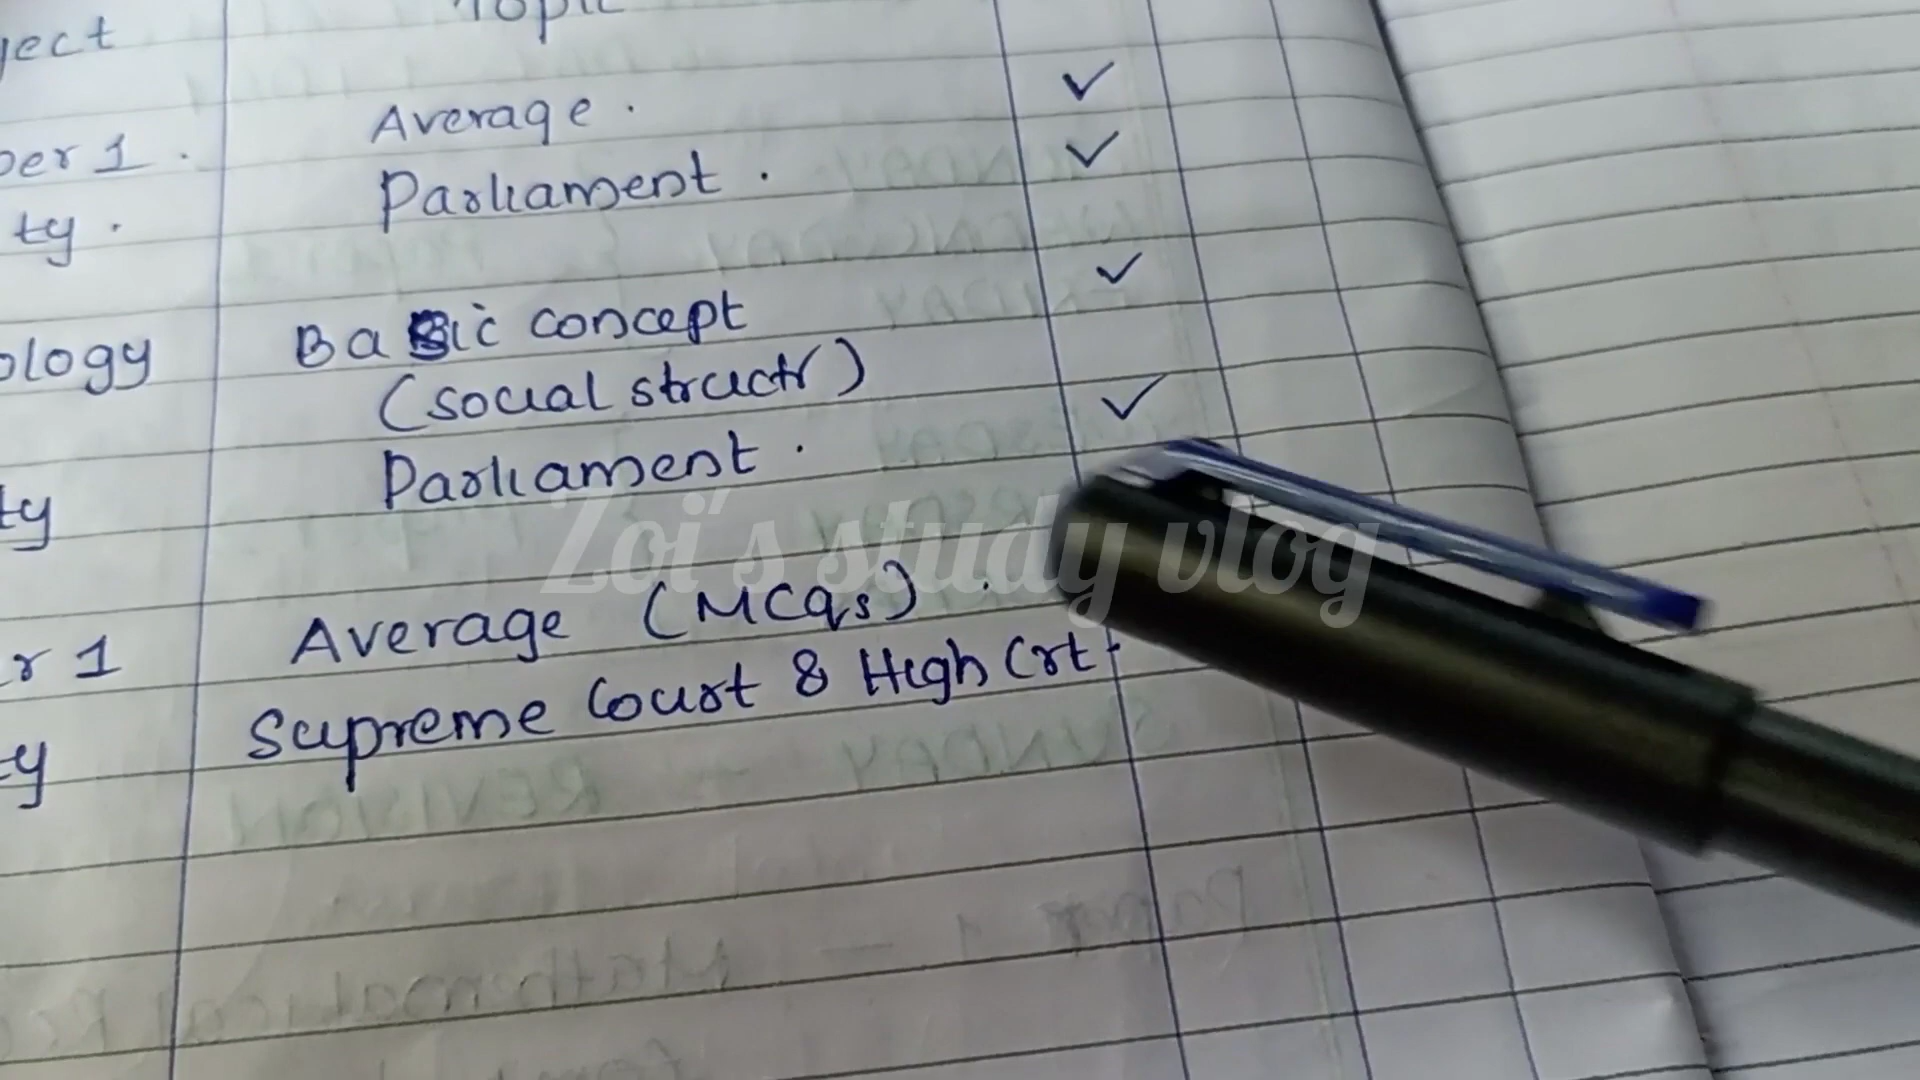 Topic
ject
Average.
per 1.
Parliament.
ty.
Basic concept
ology
(social structr)
Parliament.
ty
Average (MCQs).
r 1
Supreme Court & High Crt
ty
Zoi's study vlog